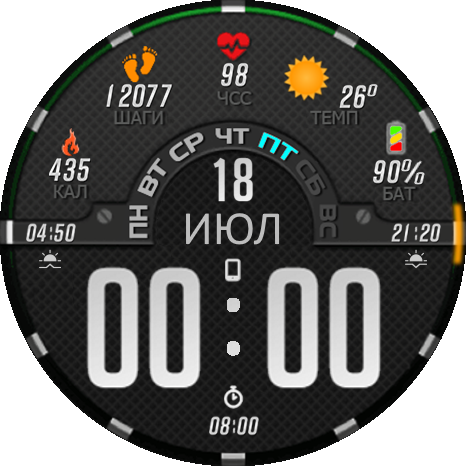 98
ЧСС
12077
ШАГИ
26°
ТЕМП
435
КАЛ
90%
БАТ
ПН ВТ СР ЧТ ПТ СБ ВС
18
ИЮЛ
04:50
21:20
00:00
08:00